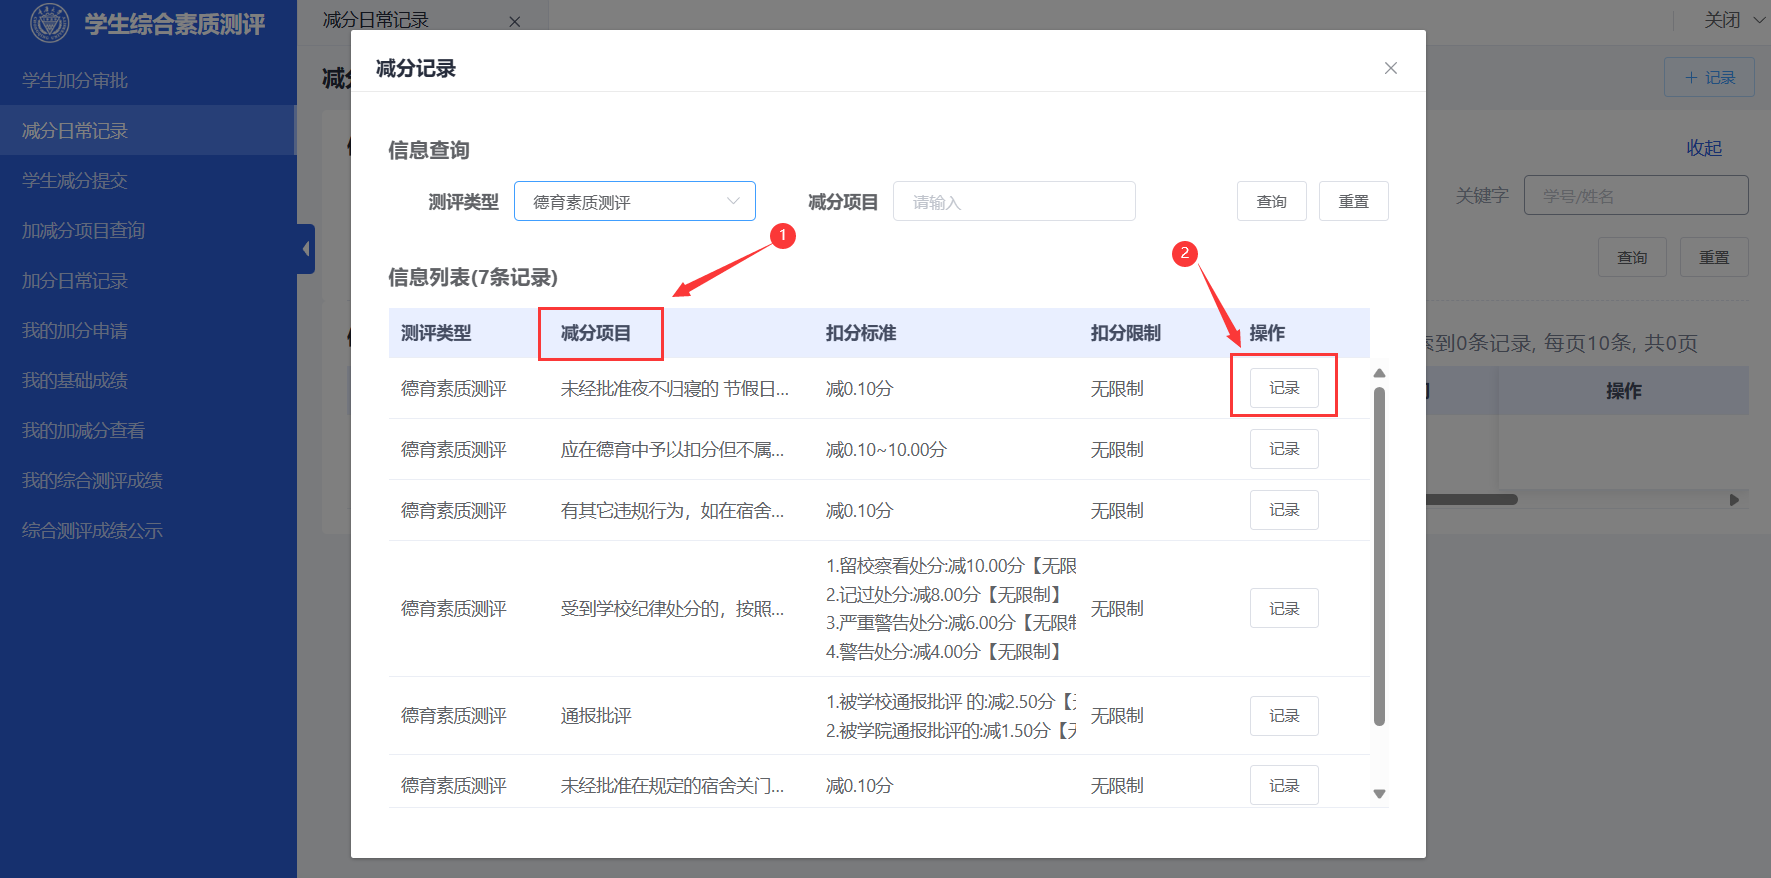 学生综合素质测评
学生加分审批
减分日常记录
学生减分提交
加减分项目查询
加分日常记录
我的加分申请
我的基础成绩
我的加减分查看
我的综合测评成绩
综合测评成绩公示
减分日常记录 ×
关闭
减分
+ 记录
收起
关键字 学号/姓名
查询 重置
到0条记录, 每页10条, 共0页
操作
减分记录 ×
信息查询
测评类型 德育素质测评 减分项目 请输入 查询 重置
1
2
信息列表(7条记录)
测评类型 减分项目 扣分标准 扣分限制 操作
德育素质测评 未经批准夜不归寝的 节假日... 减0.10分 无限制 记录
德育素质测评 应在德育中予以扣分但不属... 减0.10~10.00分 无限制 记录
德育素质测评 有其它违规行为，如在宿舍... 减0.10分 无限制 记录
1.留校察看处分:减10.00分【无限
2.记过处分:减8.00分【无限制】
德育素质测评 受到学校纪律处分的，按照... 无限制 记录
3.严重警告处分:减6.00分【无限制
4.警告处分:减4.00分【无限制】
1.被学校通报批评 的:减2.50分【
德育素质测评 通报批评 无限制 记录
2.被学院通报批评的:减1.50分【无
德育素质测评 未经批准在规定的宿舍关门... 减0.10分 无限制 记录